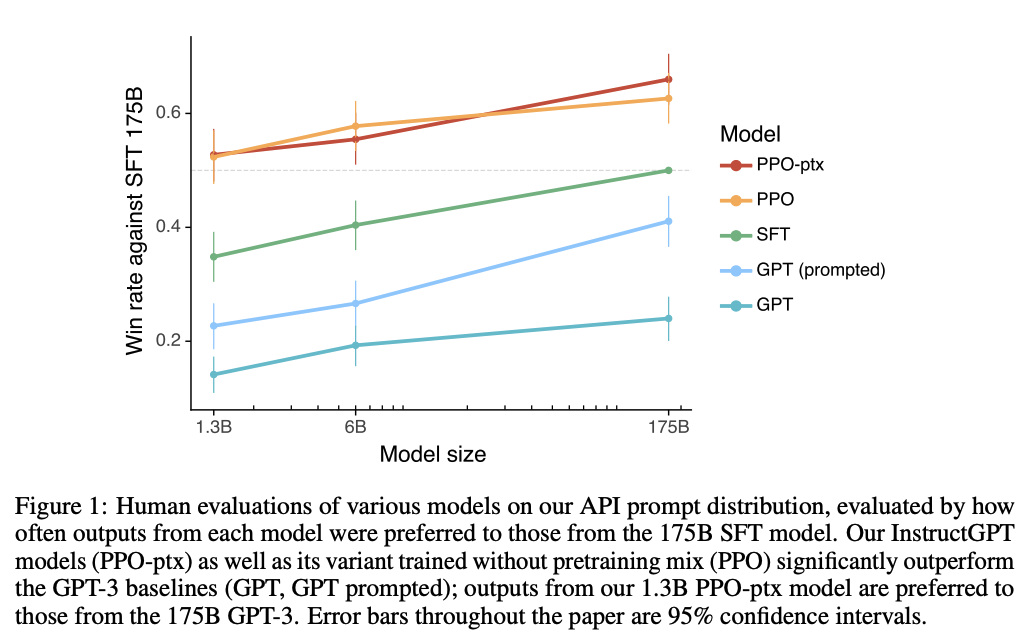 Win rate against SFT 175B
0.6
0.4
0.2
1.3B
6B
175B
Model size
Model
PPO-ptx
PPO
SFT
GPT (prompted)
GPT
Figure 1: Human evaluations of various models on our API prompt distribution, evaluated by how
often outputs from each model were preferred to those from the 175B SFT model. Our InstructGPT
models (PPO-ptx) as well as its variant trained without pretraining mix (PPO) significantly outperform
the GPT-3 baselines (GPT, GPT prompted); outputs from our 1.3B PPO-ptx model are preferred to
those from the 175B GPT-3. Error bars throughout the paper are 95% confidence intervals.